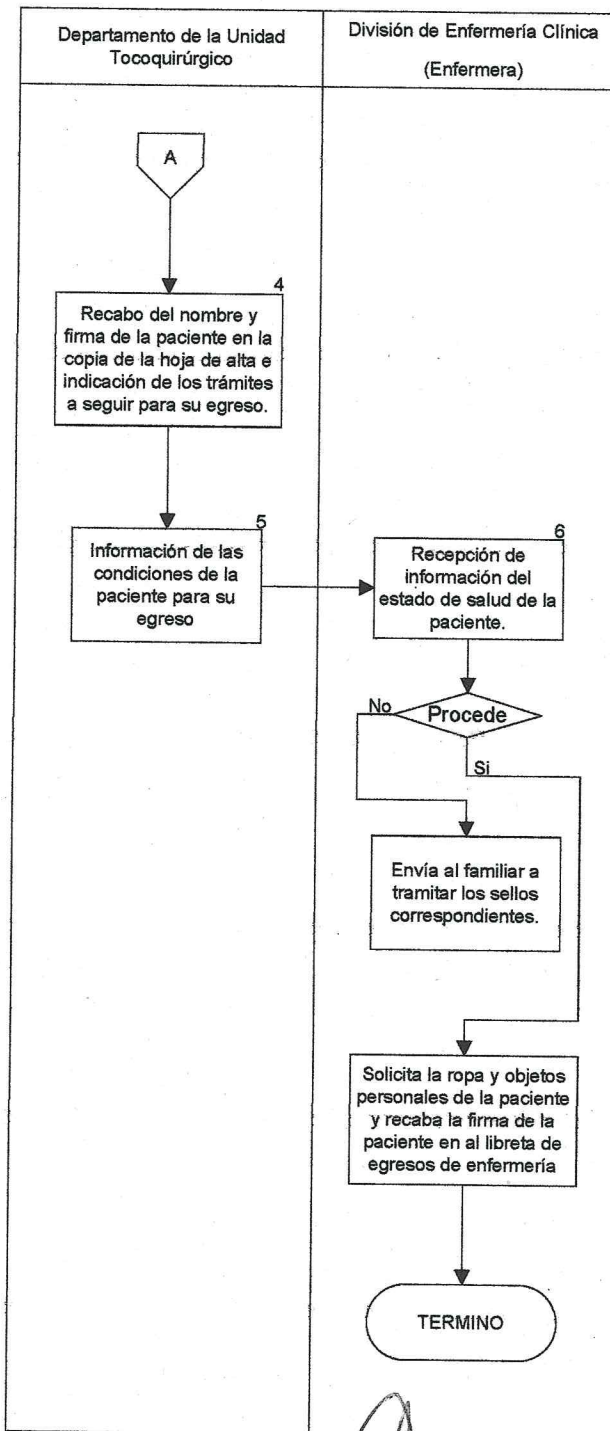 Departamento de la Unidad
Tocoquirúrgico
División de Enfermería Clínica
(Enfermera)
A
4
Recabo del nombre y
firma de la paciente en la
copia de la hoja de alta e
indicación de los trámites
a seguir para su egreso.
5
Información de las
condiciones de la
paciente para su
egreso
6
Recepción de
información del
estado de salud de la
paciente.
No
Procede
Si
Envía al familiar a
tramitar los sellos
correspondientes.
Solicita la ropa y objetos
personales de la paciente
y recaba la firma de la
paciente en al libreta de
egresos de enfermería
TERMINO